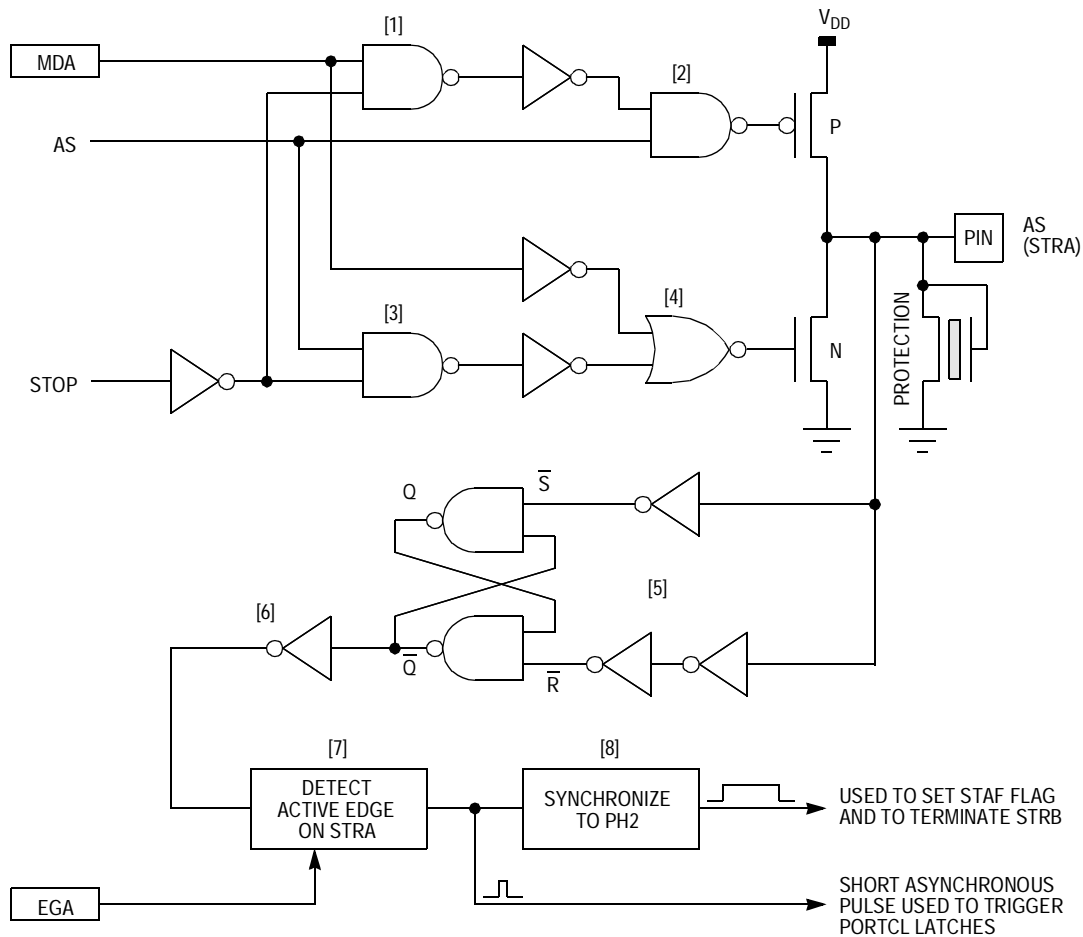 [1]
V_DD
MDA
[2]
P
AS
PIN
AS
(STRA)
[3]
[4]
PROTECTION
N
STOP
Q
S̅
[5]
[6]
Q̅
R̅
[7]
[8]
DETECT
ACTIVE EDGE
ON STRA
SYNCHRONIZE
TO PH2
USED TO SET STAF FLAG
AND TO TERMINATE STRB
EGA
SHORT ASYNCHRONOUS
PULSE USED TO TRIGGER
PORTCL LATCHES